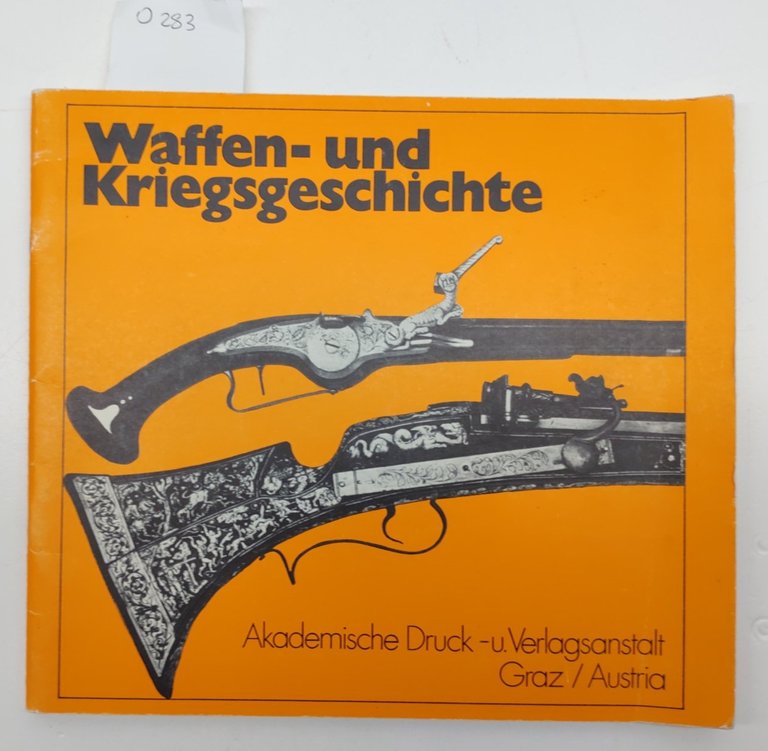 O 283
Waffen- und
Kriegsgeschichte
Akademische Druck -u. Verlagsanstalt
Graz / Austria